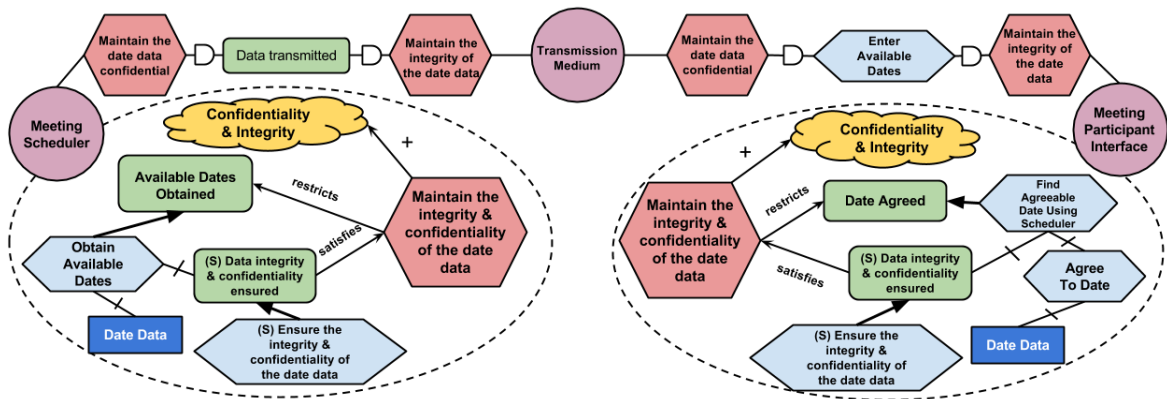 Maintain the
date data
confidential
Data transmitted
Maintain the
integrity of
the date data
Transmission
Medium
Maintain the
date data
confidential
Enter
Available
Dates
Maintain the
integrity of
the date
data
Meeting
Scheduler
Confidentiality
& Integrity
+
Available Dates
Obtained
restricts
Maintain the
integrity &
confidentiality
of the date
data
satisfies
Obtain
Available
Dates
(S) Data integrity
& confidentiality
ensured
Date Data
(S) Ensure the
integrity &
confidentiality of
the date data
Meeting
Participant
Interface
Confidentiality
& Integrity
+
Maintain the
integrity &
confidentiality
of the date
data
restricts
Date Agreed
Find
Agreeable
Date Using
Scheduler
satisfies
(S) Data integrity
& confidentiality
ensured
Agree
To Date
(S) Ensure the
integrity &
confidentiality of
the date data
Date Data